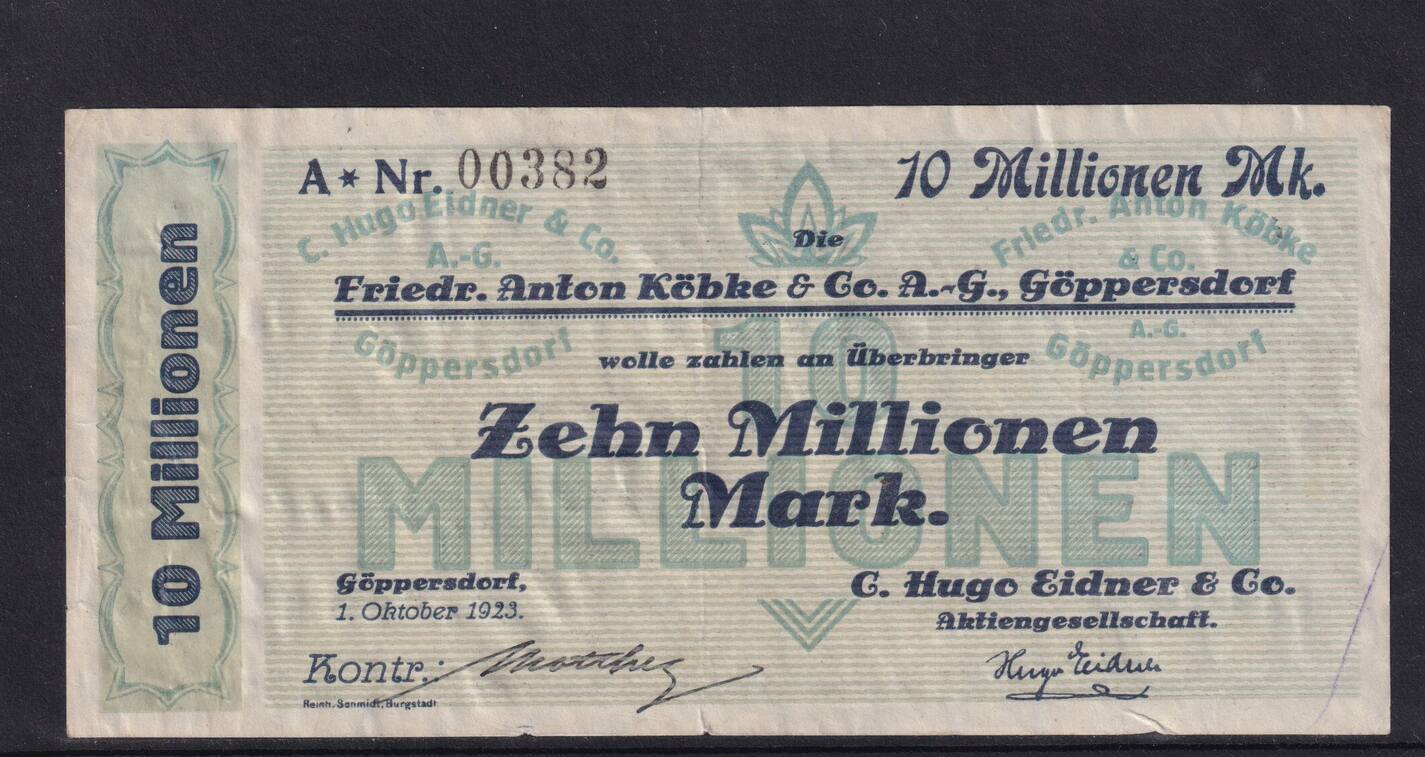 10 Millionen
A * Nr. 00382
10 Millionen Mk.
C. Hugo Eidner & Co.
A.-G.
Göppersdorf
Friedr. Anton Köbke
& Co.
A.-G.
Göppersdorf
Die
Friedr. Anton Köbke & Co. A.-G., Göppersdorf
wolle zahlen an Überbringer
10
MILLIONEN
Zehn Millionen
Mark.
Göppersdorf,
1. Oktober 1923.
C. Hugo Eidner & Co.
Aktiengesellschaft.
Kontr.:
Hugo Eidner
Reinh. Schmidt, Burgstädt